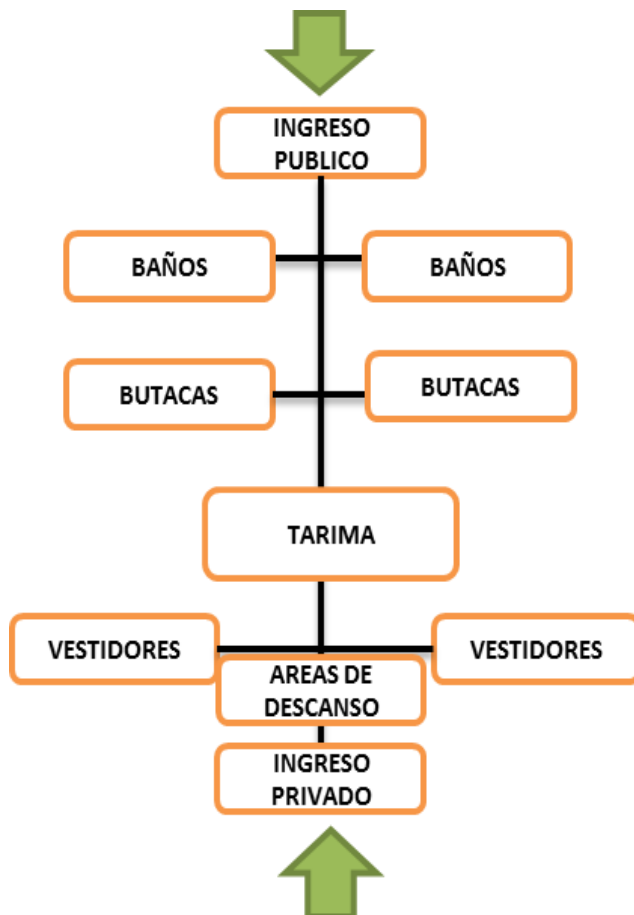 INGRESO
PUBLICO
BAÑOS
BAÑOS
BUTACAS
BUTACAS
TARIMA
VESTIDORES
VESTIDORES
AREAS DE
DESCANSO
INGRESO
PRIVADO